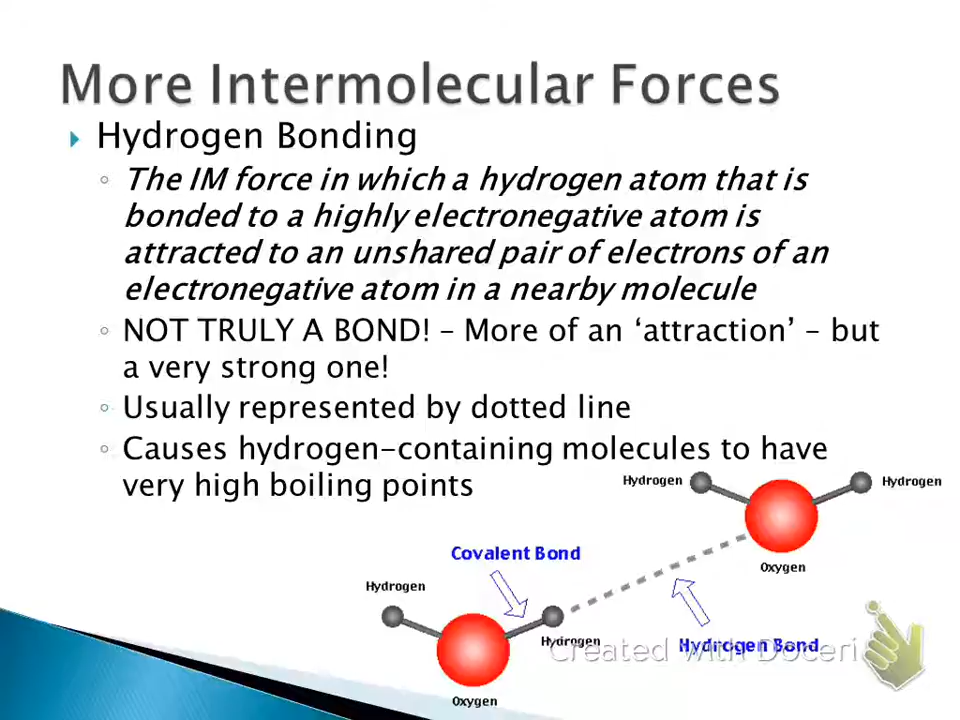 More Intermolecular Forces
Hydrogen Bonding
The IM force in which a hydrogen atom that is
bonded to a highly electronegative atom is
attracted to an unshared pair of electrons of an
electronegative atom in a nearby molecule
NOT TRULY A BOND! – More of an ‘attraction’ – but
a very strong one!
Usually represented by dotted line
Causes hydrogen-containing molecules to have
very high boiling points
Hydrogen
Hydrogen
Oxygen
Covalent Bond
Hydrogen
Hydrogen
Hydrogen Bond
Oxygen
Created with Doceri